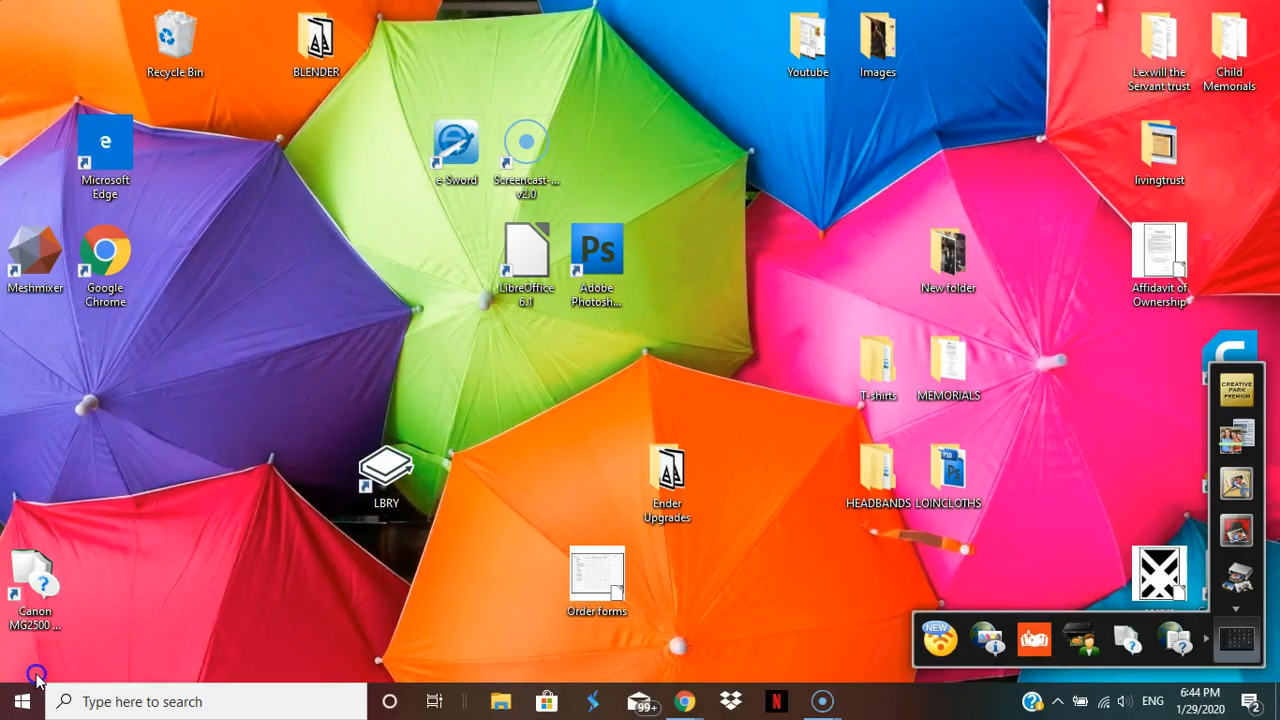 Recycle Bin
BLENDER
Youtube
Images
Lexwill the
Servant trust
Child
Memorials
Microsoft
Edge
e-Sword
Screencast-...
v2.0
livingtrust
Meshmixer
Google
Chrome
LibreOffice
6.1
Ps
Adobe
Photosh...
New folder
Affidavit of
Ownership
T-shirts
MEMORIALS
CREATIVE
PARK
PREMIUM
LBRY
Ender
Upgrades
HEADBANDS
PSD
Ps
LOINCLOTHS
Canon
MG2500 ...
Order forms
NEW
Type here to search
99+
N
ENG
6:44 PM
1/29/2020
2